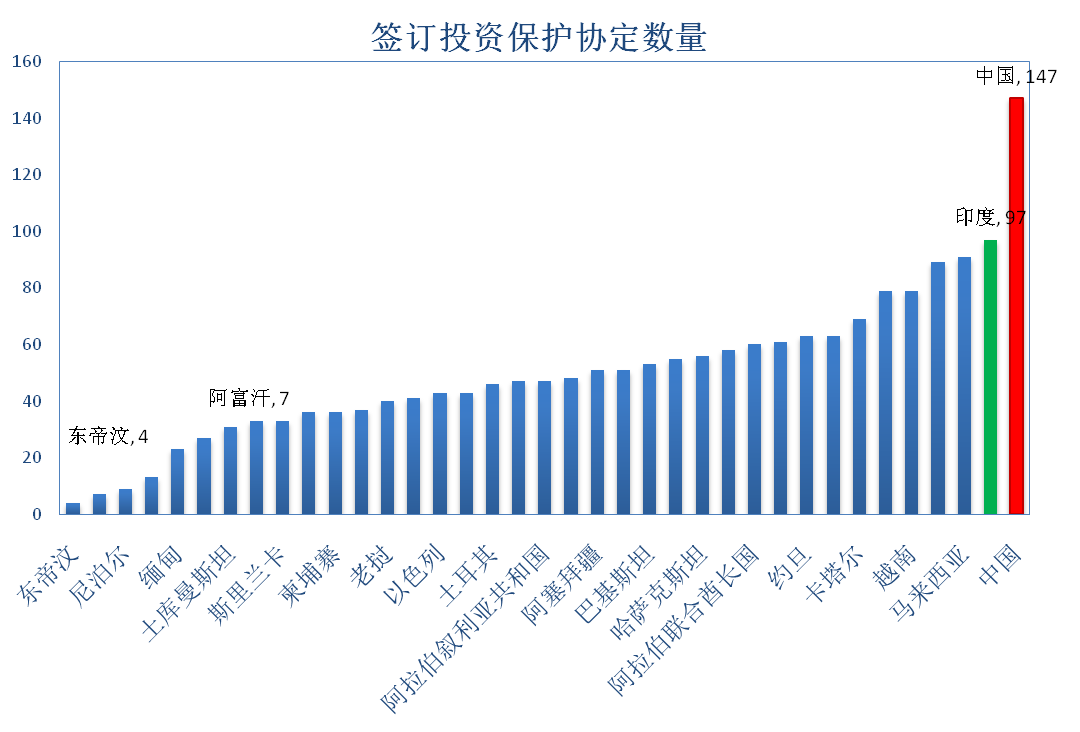 签订投资保护协定数量
160
140
120
100
80
60
40
20
0
中国, 147
印度, 97
阿富汗, 7
东帝汶, 4
东帝汶
尼泊尔
缅甸
土库曼斯坦
斯里兰卡
柬埔寨
老挝
以色列
土耳其
阿拉伯叙利亚共和国
阿塞拜疆
巴基斯坦
哈萨克斯坦
阿拉伯联合酋长国
约旦
卡塔尔
越南
马来西亚
中国